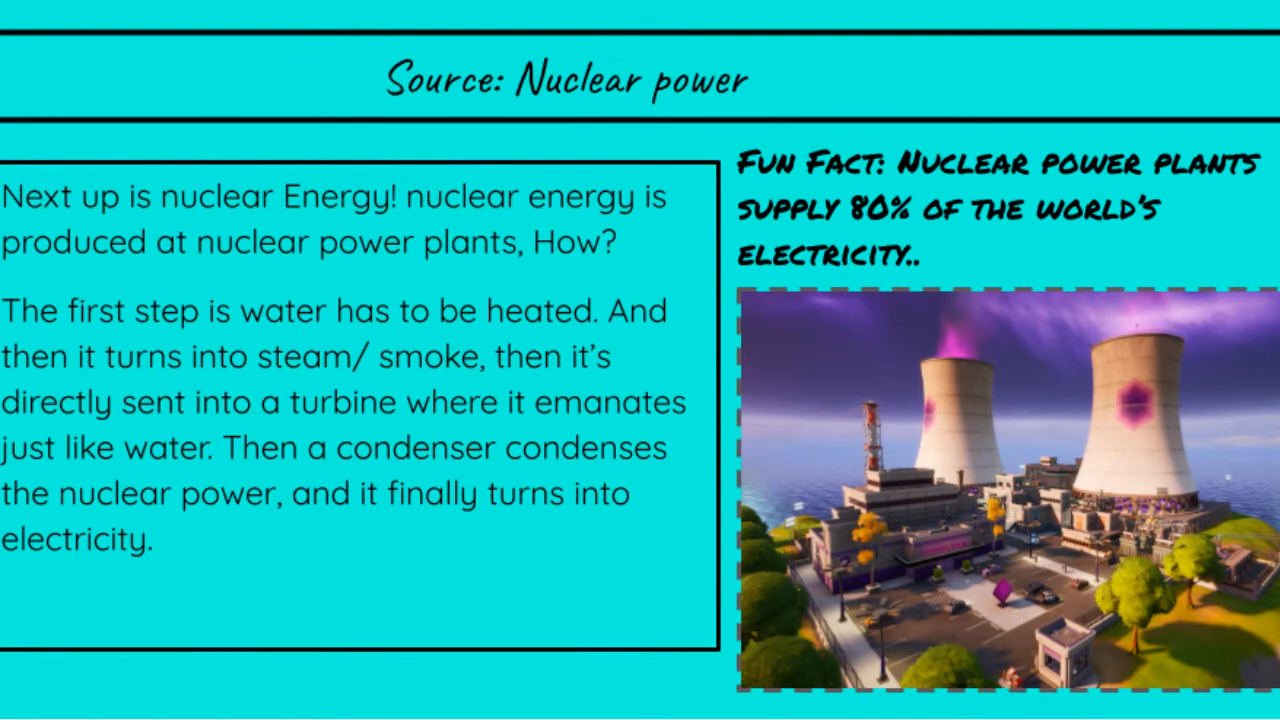 Source: Nuclear power
Next up is nuclear Energy! nuclear energy is
produced at nuclear power plants, How?
The first step is water has to be heated. And
then it turns into steam/ smoke, then it's
directly sent into a turbine where it emanates
just like water. Then a condenser condenses
the nuclear power, and it finally turns into
electricity.
Fun Fact: Nuclear power plants
supply 80% of the world's
electricity..